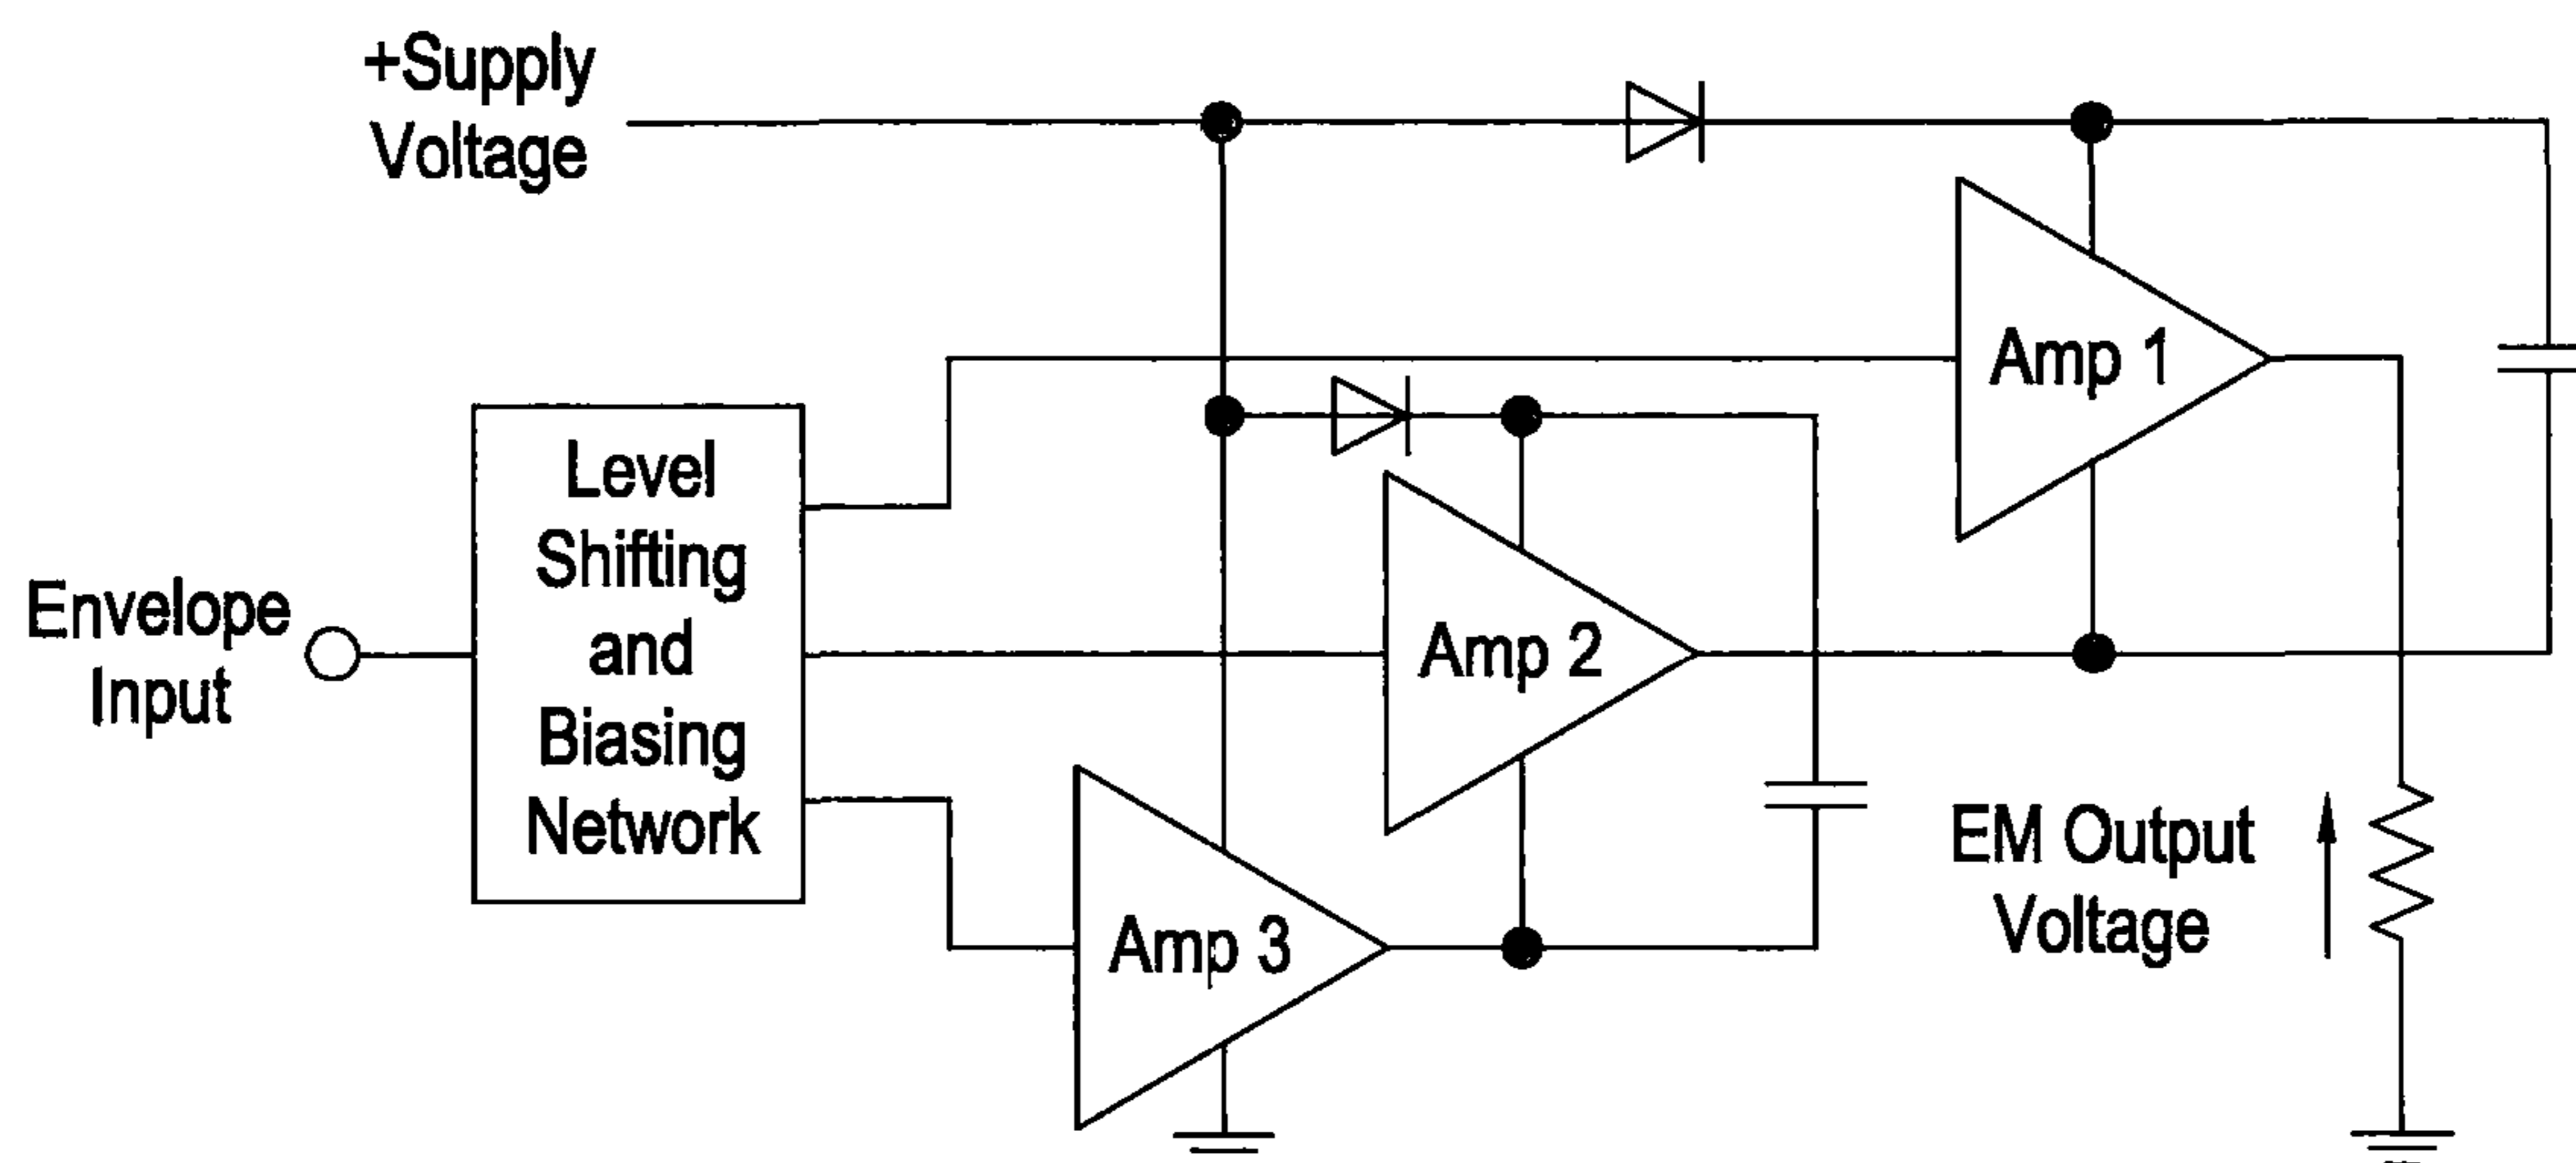 +Supply
Voltage
Amp 1
Level
Shifting
and
Biasing
Network
Envelope
Input
Amp 2
EM Output
Voltage
Amp 3